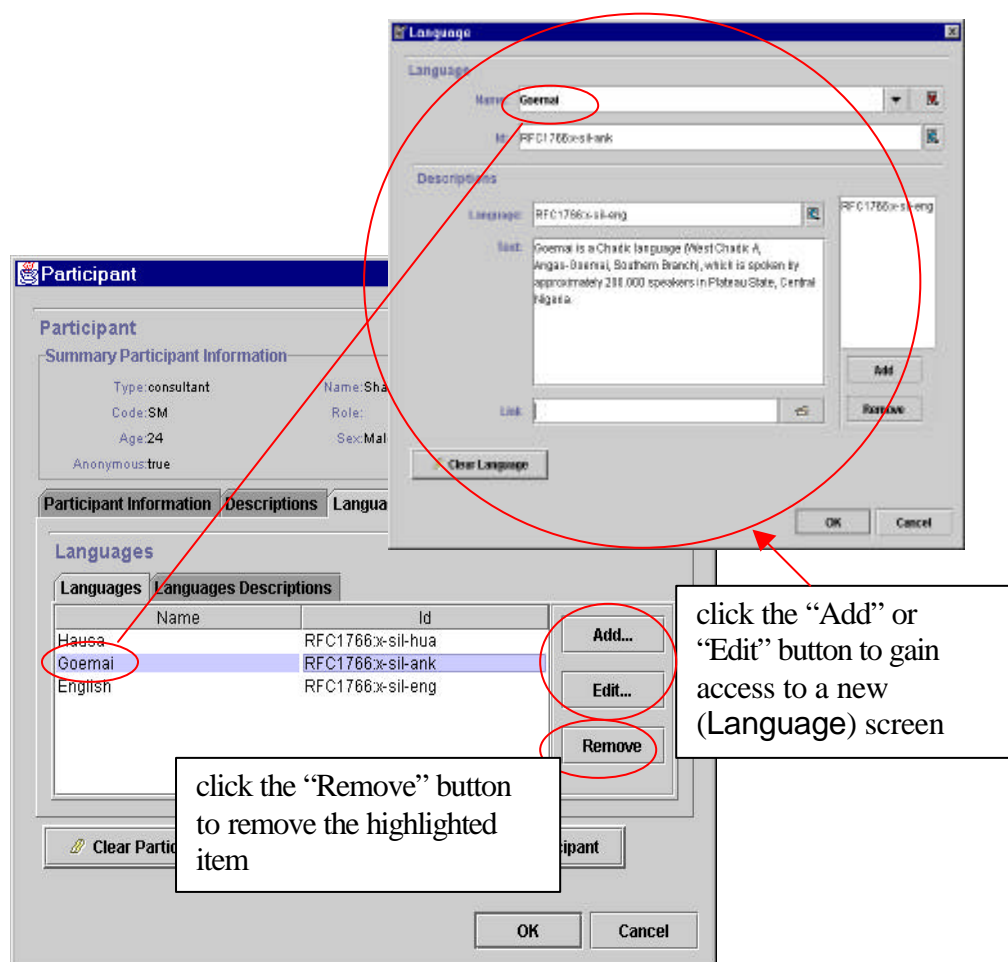 Language
Language
Name: Goemai
Id: RFC1766:x-sil-ank
Descriptions
Language: RFC1766:x-sil-eng
RFC1766:x-sil-eng
Text: Goemai is a Chadic language (West Chadic A,
Angas-Goemai, Southern Branch), which is spoken by
approximately 200.000 speakers in Plateau State, Central
Nigeria.
Add
Remove
Link
Clear Language
OK Cancel
Participant
Participant
Summary Participant Information
Type: consultant Name: Sha
Code: SM Role:
Age: 24 Sex: Mal
Anonymous: true
Participant Information Descriptions Langua
Languages
Languages Languages Descriptions
Name Id
Hausa RFC1766:x-sil-hua
Goemai RFC1766:x-sil-ank
English RFC1766:x-sil-eng
Add...
Edit...
Remove
click the “Add” or
“Edit” button to gain
access to a new
(Language) screen
click the “Remove” button
to remove the highlighted
item
Clear Partic
ipant
OK Cancel